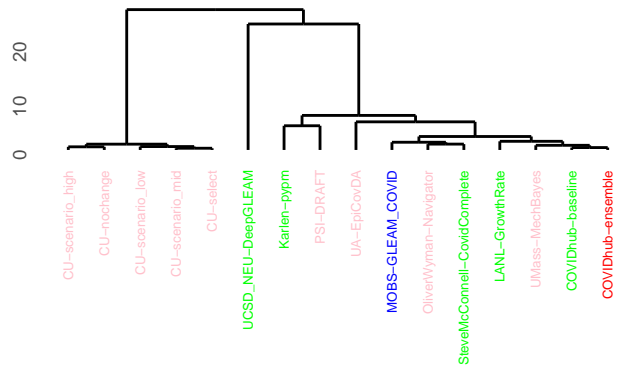 20
10
0
CU−scenario_high
CU−nochange
CU−scenario_low
CU−scenario_mid
CU−select
UCSD_NEU−DeepGLEAM
Karlen−pypm
PSI−DRAFT
UA−EpiCovDA
MOBS−GLEAM_COVID
OliverWyman−Navigator
SteveMcConnell−CovidComplete
LANL−GrowthRate
UMass−MechBayes
COVIDhub−baseline
COVIDhub−ensemble